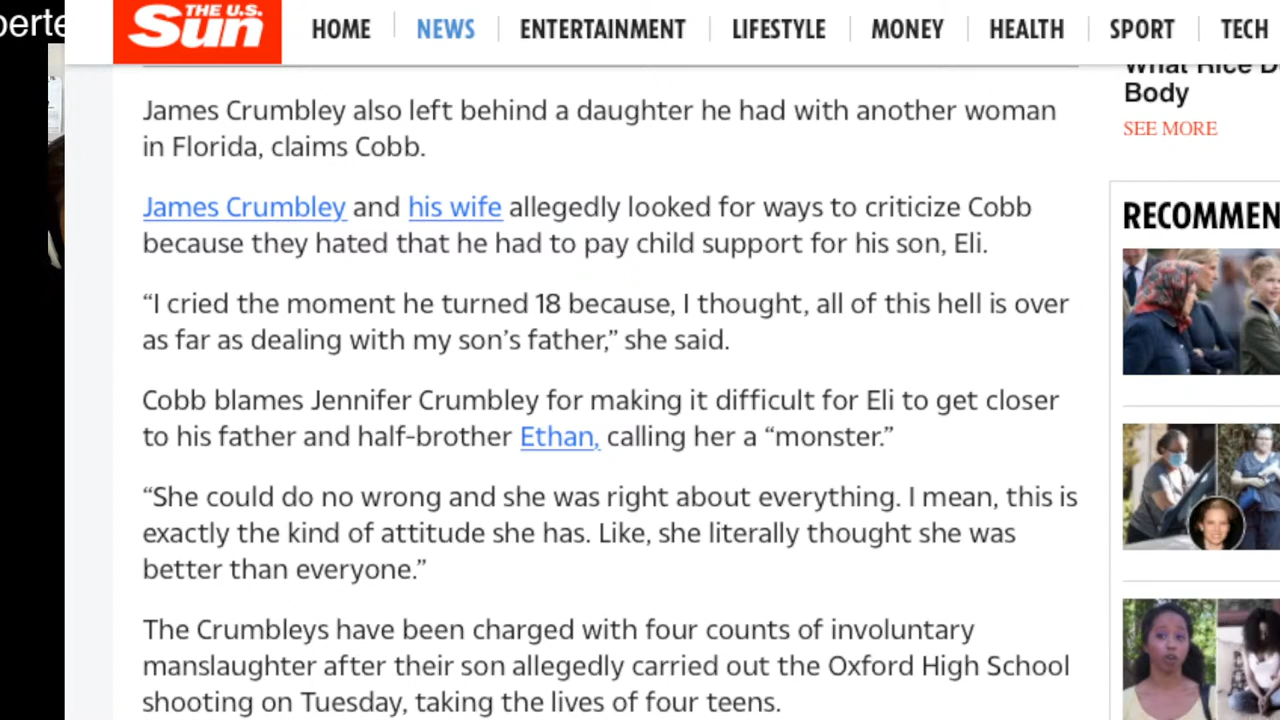 THE U.S.
Sun
HOME
NEWS
ENTERTAINMENT
LIFESTYLE
MONEY
HEALTH
SPORT
TECH
James Crumbley also left behind a daughter he had with another woman
in Florida, claims Cobb.
James Crumbley and his wife allegedly looked for ways to criticize Cobb
because they hated that he had to pay child support for his son, Eli.
“I cried the moment he turned 18 because, I thought, all of this hell is over
as far as dealing with my son’s father,” she said.
Cobb blames Jennifer Crumbley for making it difficult for Eli to get closer
to his father and half-brother Ethan, calling her a “monster.”
“She could do no wrong and she was right about everything. I mean, this is
exactly the kind of attitude she has. Like, she literally thought she was
better than everyone.”
The Crumbleys have been charged with four counts of involuntary
manslaughter after their son allegedly carried out the Oxford High School
shooting on Tuesday, taking the lives of four teens.
What Rice D
Body
SEE MORE
RECOMMEN